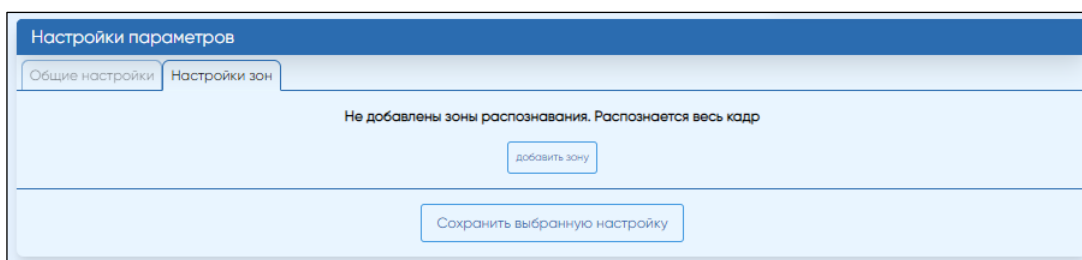 Настройки параметров
Общие настройки Настройки зон
Не добавлены зоны распознавания. Распознается весь кадр
добавить зону
Сохранить выбранную настройку